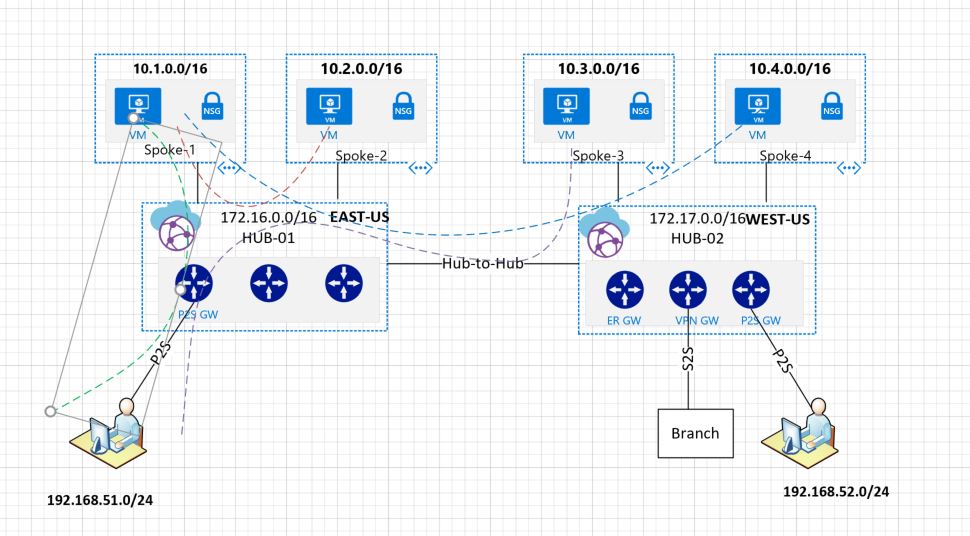 10.1.0.0/16
10.2.0.0/16
10.3.0.0/16
10.4.0.0/16
VM
NSG
VM
NSG
VM
NSG
VM
NSG
VM
VM
VM
VM
Spoke-1
Spoke-2
Spoke-3
Spoke-4
172.16.0.0/16
EAST-US
HUB-01
172.17.0.0/16
WEST-US
HUB-02
Hub-to-Hub
P2S GW
ER GW
VPN GW
P2S GW
P2S
S2S
P2S
Branch
192.168.51.0/24
192.168.52.0/24